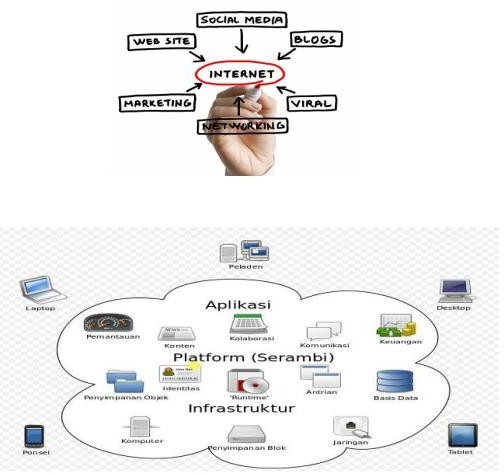 SOCIAL MEDIA
WEB SITE
BLOGS
INTERNET
MARKETING
VIRAL
NETWORKING
Peladen
Laptop
Desktop
Aplikasi
Pemantauan
NEWS
Konten
Kolaborasi
Komunikasi
Keuangan
Platform (Serambi)
Penyimpanan Objek
Identitas
'Runtime'
Antrian
Basis Data
Infrastruktur
Komputer
Penyimpanan Blok
Jaringan
Ponsel
Tablet